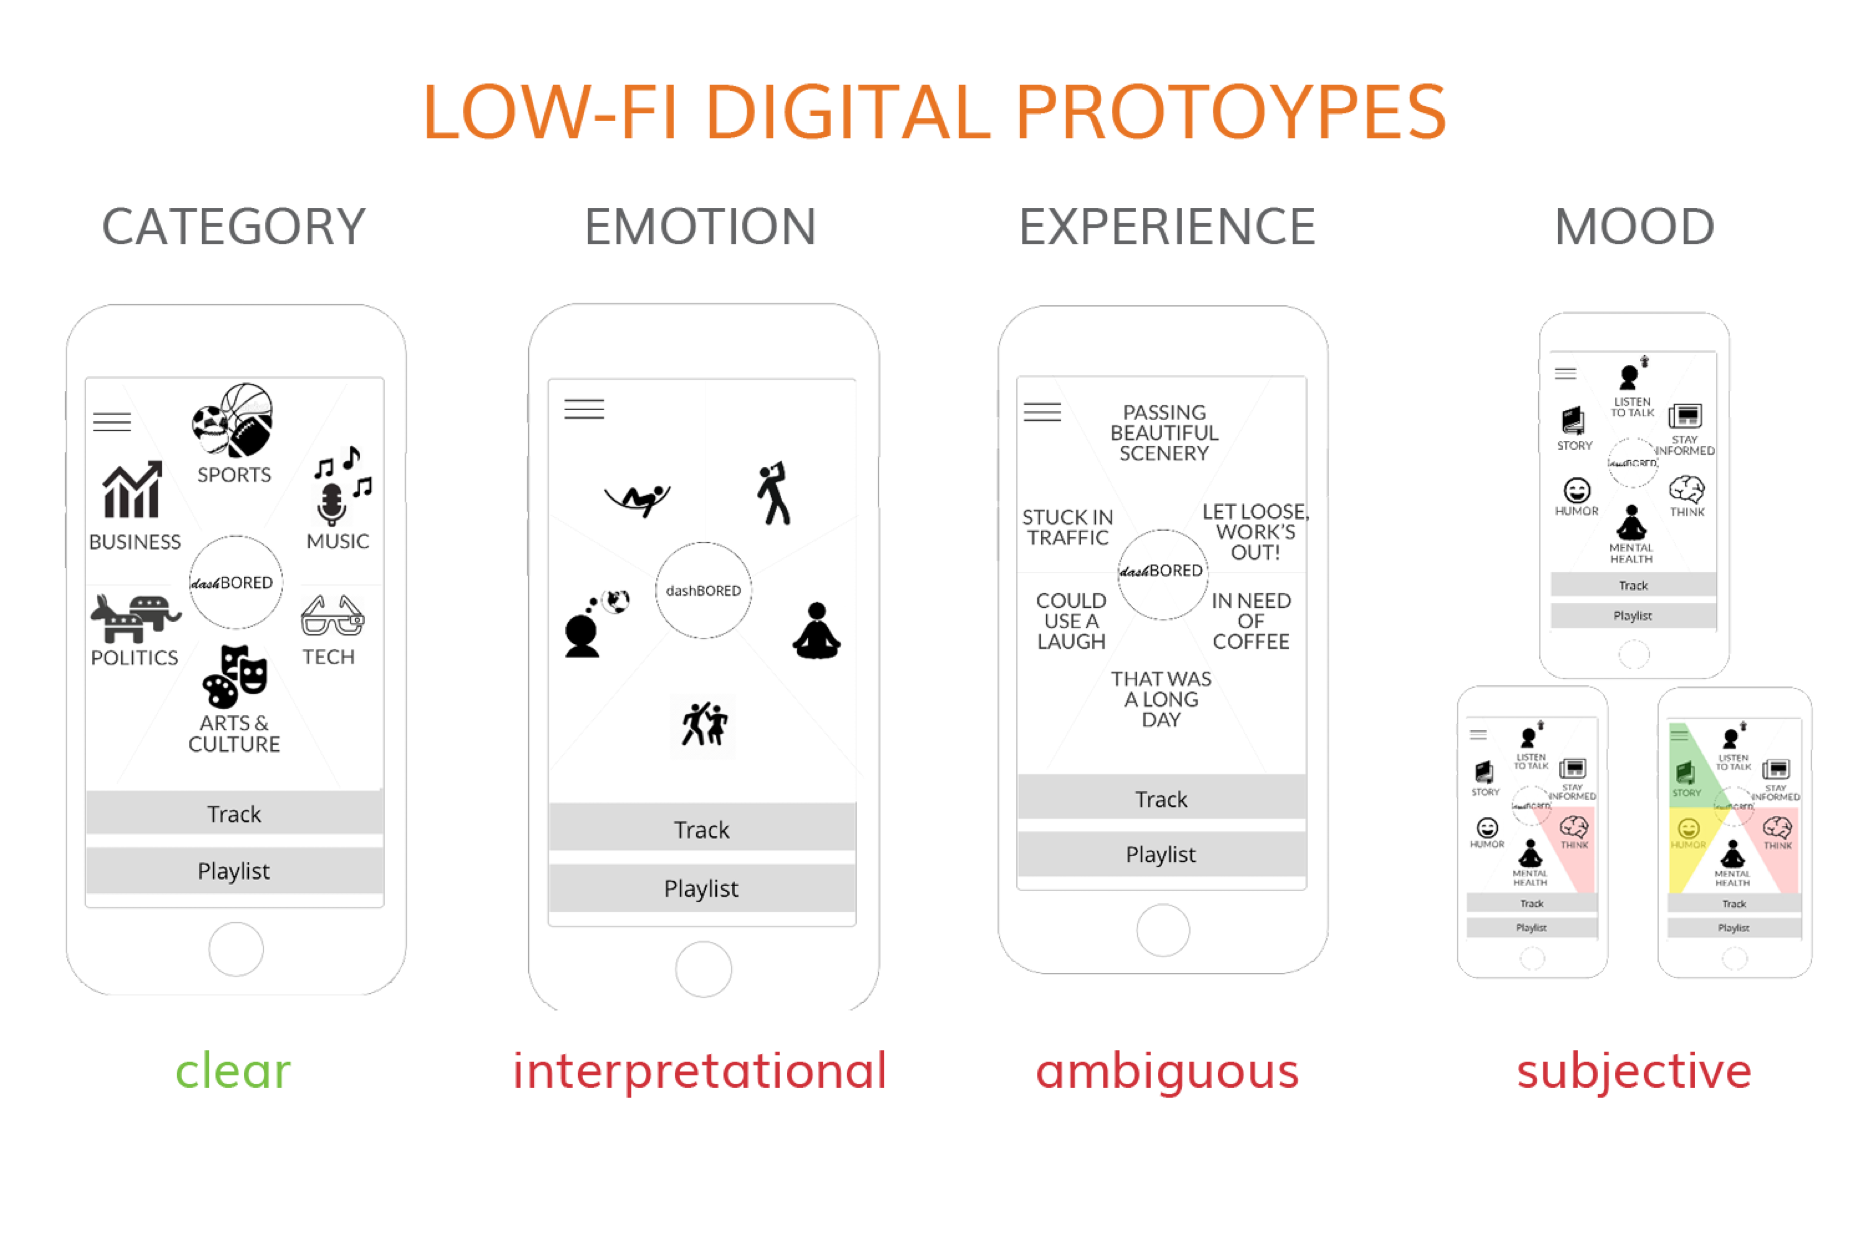 LOW-FI DIGITAL PROTOYPES
CATEGORY
EMOTION
EXPERIENCE
MOOD
SPORTS
BUSINESS
MUSIC
dashBORED
POLITICS
TECH
ARTS &
CULTURE
Track
Playlist
dashBORED
Track
Playlist
PASSING
BEAUTIFUL
SCENERY
STUCK IN
TRAFFIC
LET LOOSE,
WORK'S
OUT!
dashBORED
COULD
USE A
LAUGH
IN NEED
OF
COFFEE
THAT WAS
A LONG
DAY
Track
Playlist
LISTEN
TO TALK
STORY
STAY
INFORMED
dashBORED
HUMOR
THINK
MENTAL
HEALTH
Track
Playlist
LISTEN
TO TALK
STORY
STAY
INFORMED
HUMOR
THINK
MENTAL
HEALTH
Track
Playlist
LISTEN
TO TALK
STORY
STAY
INFORMED
HUMOR
THINK
MENTAL
HEALTH
Track
Playlist
clear
interpretational
ambiguous
subjective